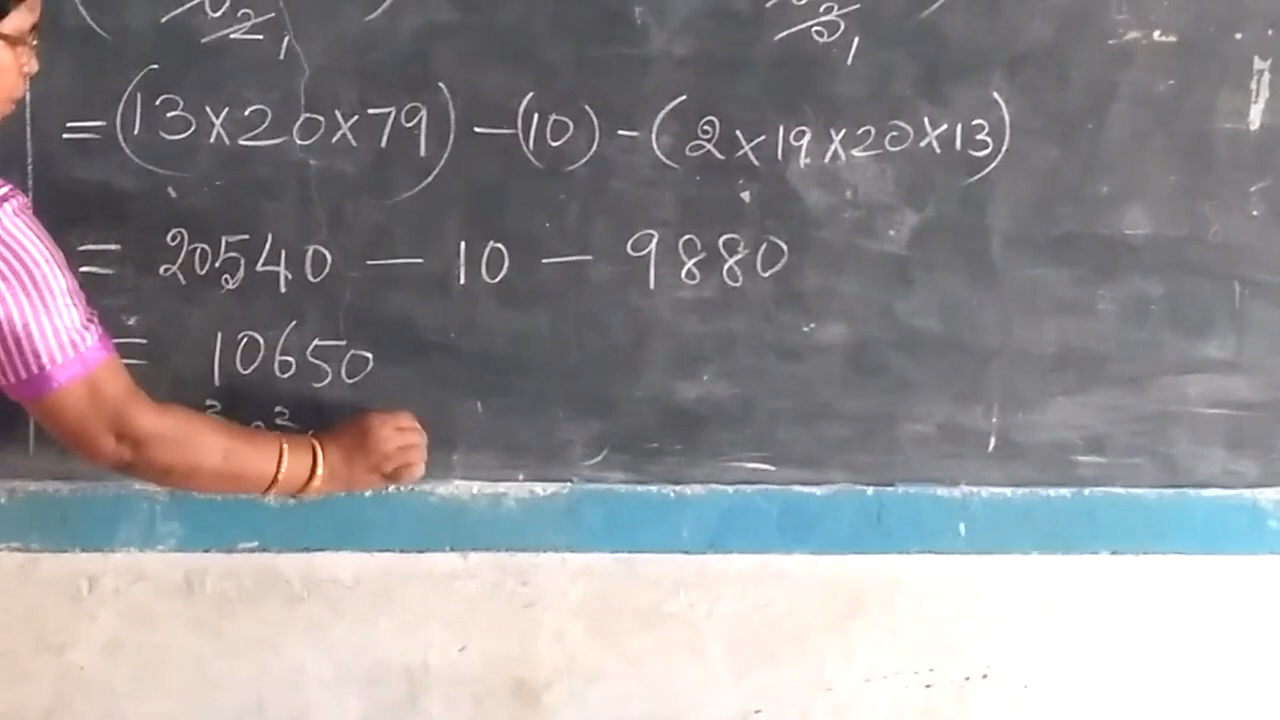 = (13×20×79) – (10) – (2×19×20×13)
= 20540 – 10 – 9880
= 10650